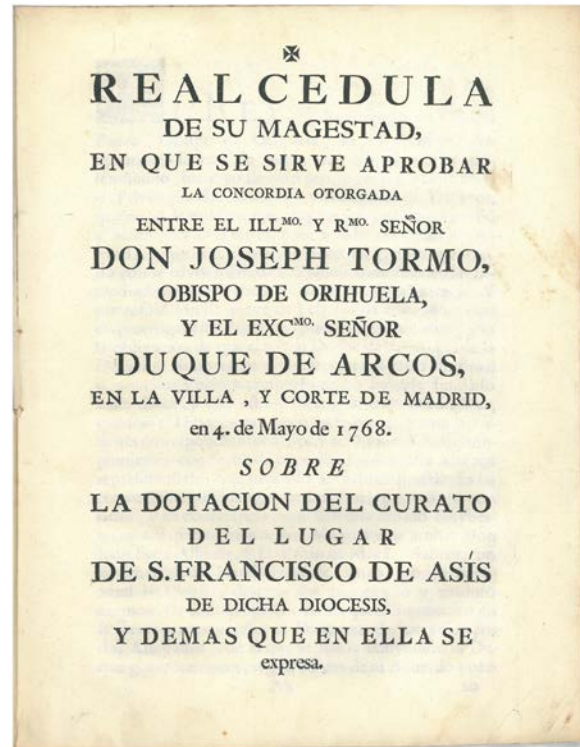 ✠
REAL CEDULA
DE SU MAGESTAD,
EN QUE SE SIRVE APROBAR
LA CONCORDIA OTORGADA
ENTRE EL ILL^MO. Y R^MO. SEÑOR
DON JOSEPH TORMO,
OBISPO DE ORIHUELA,
Y EL EXC^MO. SEÑOR
DUQUE DE ARCOS,
EN LA VILLA , Y CORTE DE MADRID,
en 4. de Mayo de 1768.
SOBRE
LA DOTACION DEL CURATO
DEL LUGAR
DE S. FRANCISCO DE ASÍS
DE DICHA DIOCESIS,
Y DEMAS QUE EN ELLA SE
expresa.